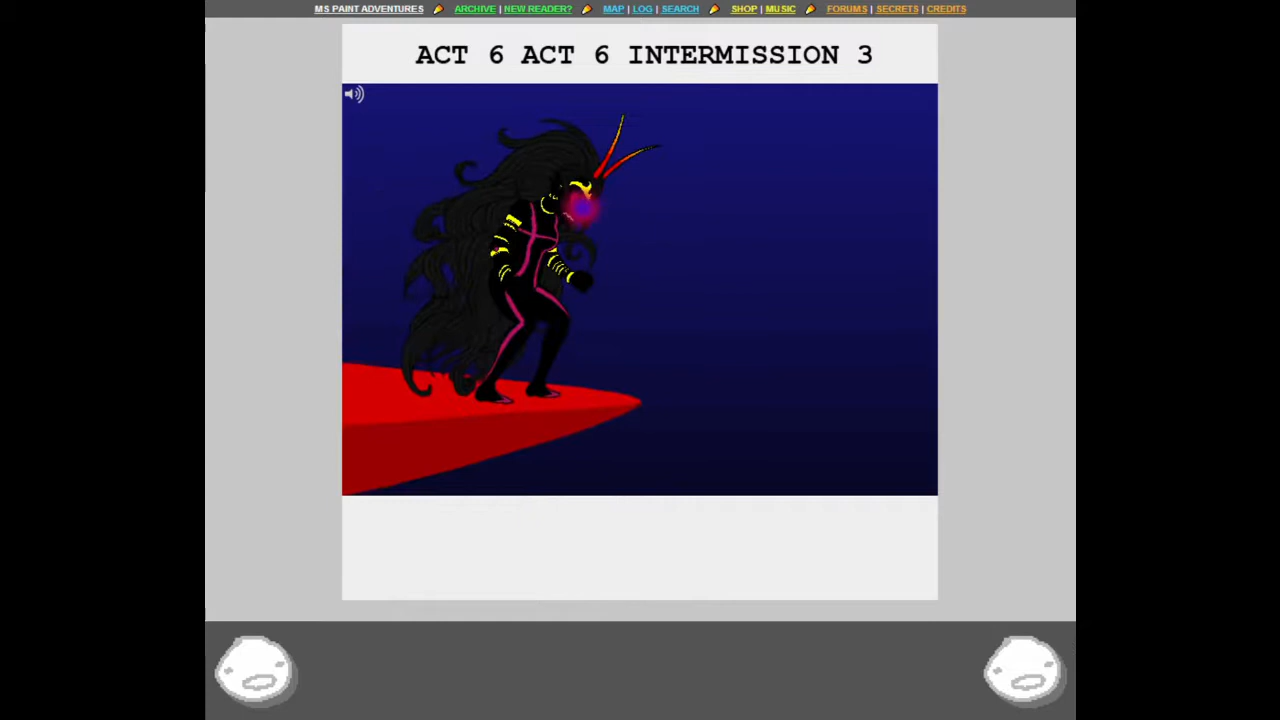 MS PAINT ADVENTURES ARCHIVE | NEW READER? MAP | LOG | SEARCH SHOP | MUSIC FORUMS | SECRETS | CREDITS
ACT 6 ACT 6 INTERMISSION 3